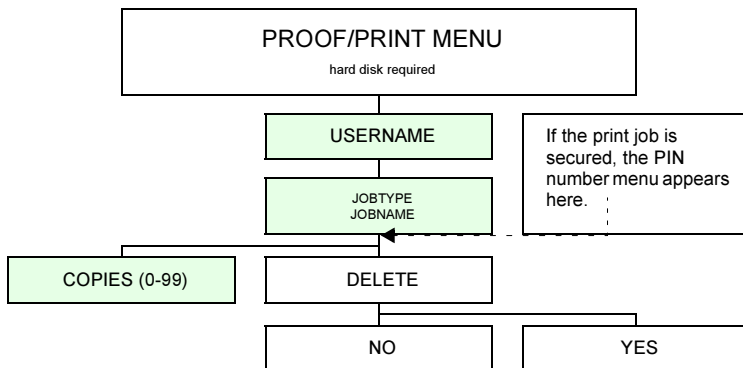 PROOF/PRINT MENU
hard disk required
USERNAME
If the print job is
secured, the PIN
number menu appears
here.
JOBTYPE
JOBNAME
COPIES (0-99)
DELETE
NO
YES